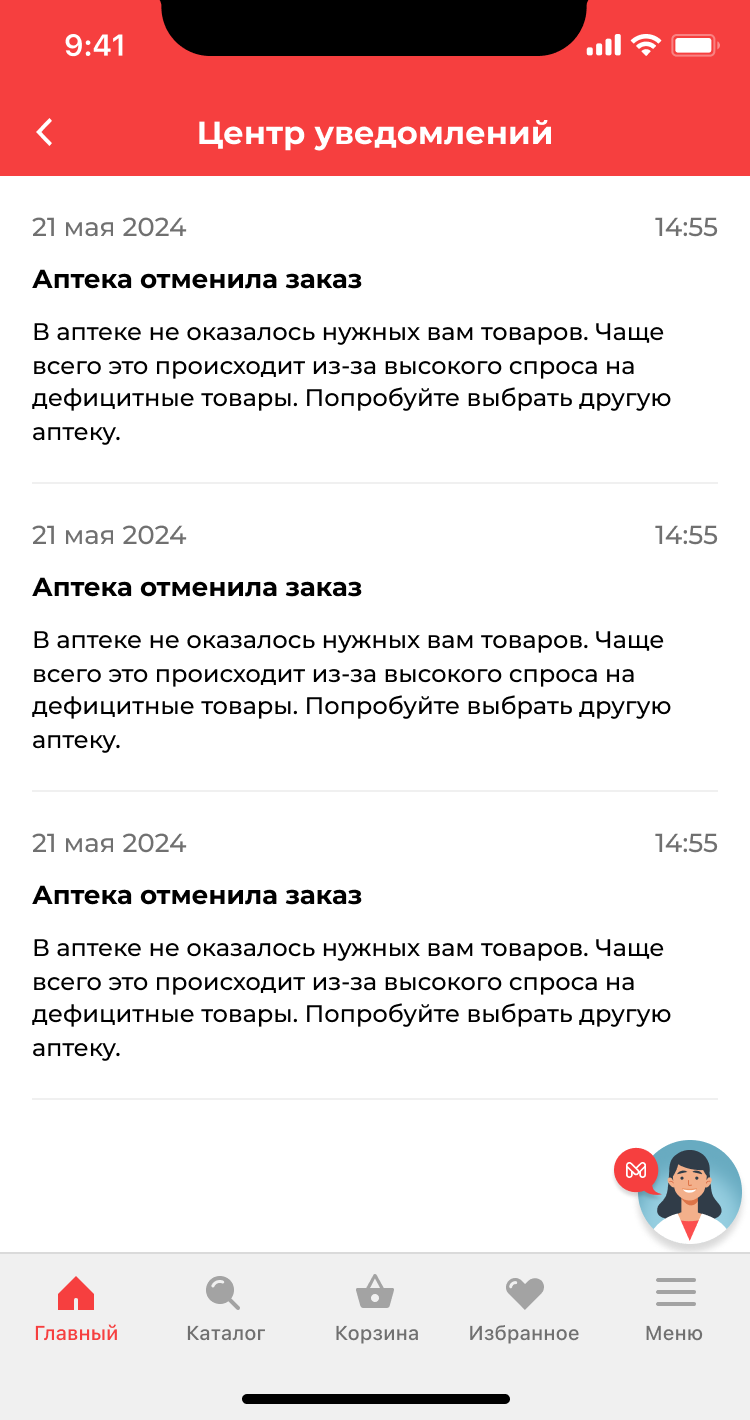 9:41
Центр уведомлений
21 мая 2024 14:55
Аптека отменила заказ
В аптеке не оказалось нужных вам товаров. Чаще
всего это происходит из-за высокого спроса на
дефицитные товары. Попробуйте выбрать другую
аптеку.
21 мая 2024 14:55
Аптека отменила заказ
В аптеке не оказалось нужных вам товаров. Чаще
всего это происходит из-за высокого спроса на
дефицитные товары. Попробуйте выбрать другую
аптеку.
21 мая 2024 14:55
Аптека отменила заказ
В аптеке не оказалось нужных вам товаров. Чаще
всего это происходит из-за высокого спроса на
дефицитные товары. Попробуйте выбрать другую
аптеку.
Главный Каталог Корзина Избранное Меню